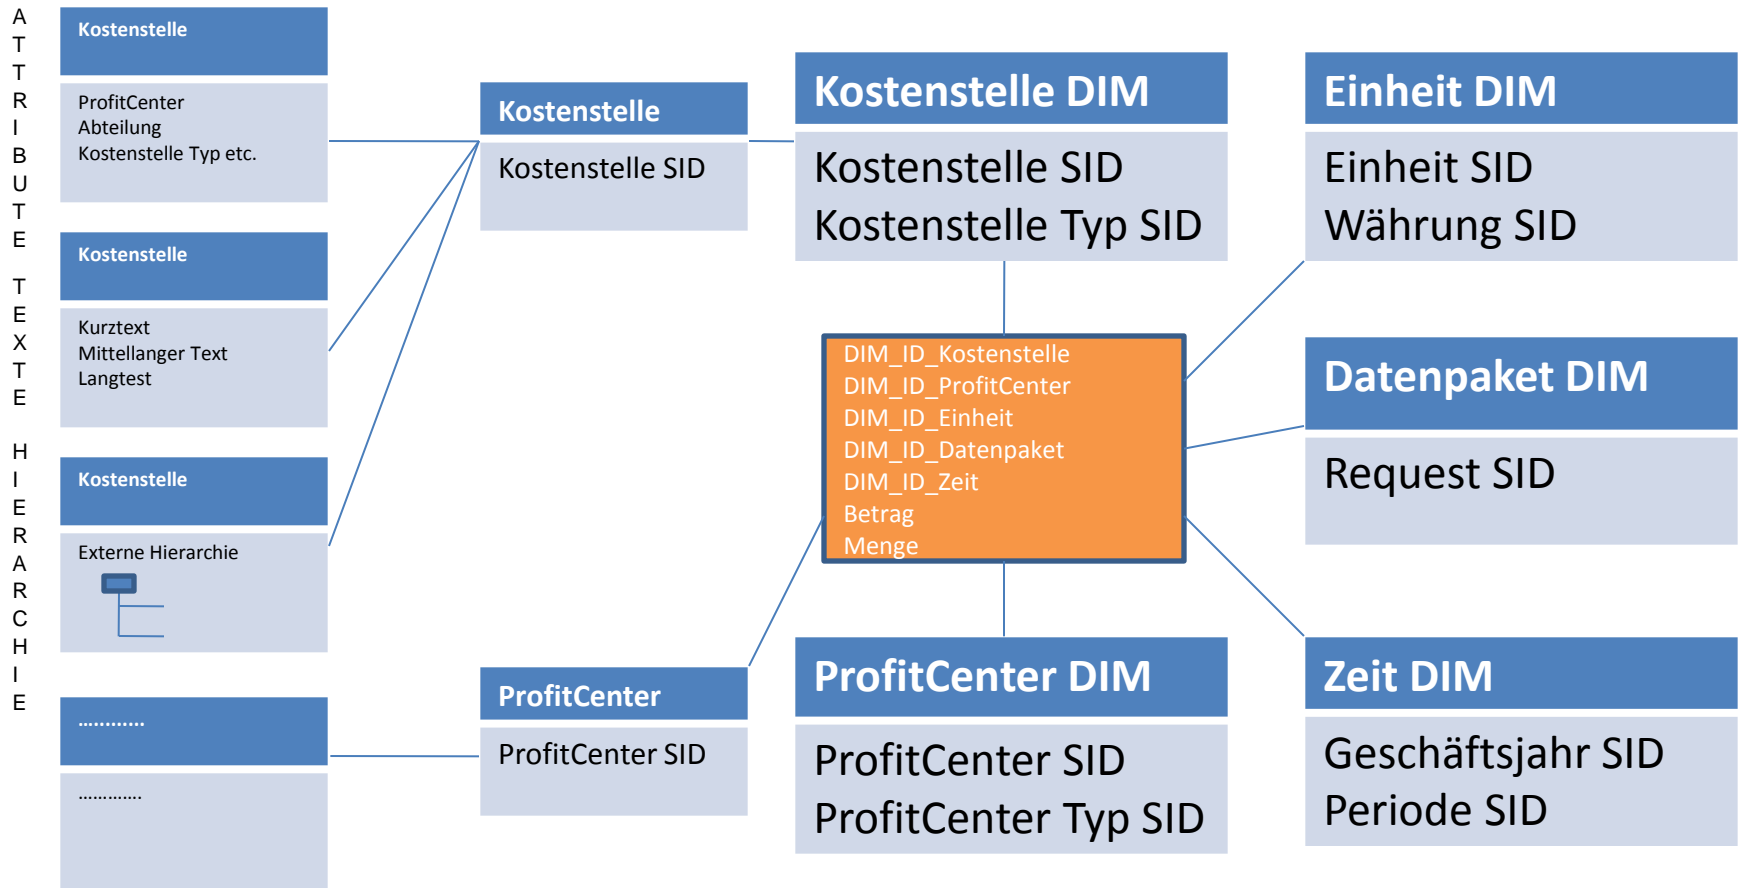 ATTRIBUTE TEXTE HIERARCHIE
Kostenstelle
ProfitCenter
Abteilung
Kostenstelle Typ etc.
Kostenstelle
Kurztext
Mittellanger Text
Langtest
Kostenstelle
Externe Hierarchie
............
.............
Kostenstelle
Kostenstelle SID
ProfitCenter
ProfitCenter SID
Kostenstelle DIM
Kostenstelle SID
Kostenstelle Typ SID
DIM_ID_Kostenstelle
DIM_ID_ProfitCenter
DIM_ID_Einheit
DIM_ID_Datenpaket
DIM_ID_Zeit
Betrag
Menge
ProfitCenter DIM
ProfitCenter SID
ProfitCenter Typ SID
Einheit DIM
Einheit SID
Währung SID
Datenpaket DIM
Request SID
Zeit DIM
Geschäftsjahr SID
Periode SID